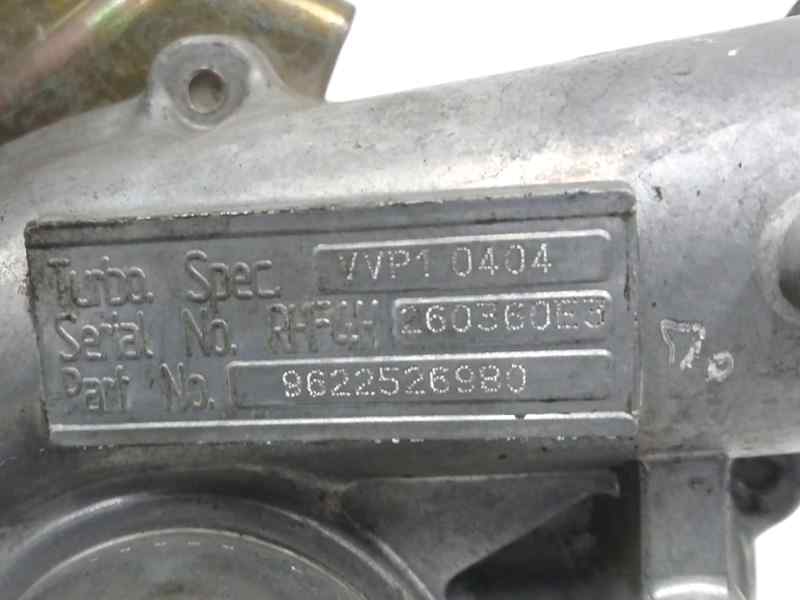 Turbo. Spec. VVP1 0404
Serial No. RHF4H 260360E3
Part No. 9622526980